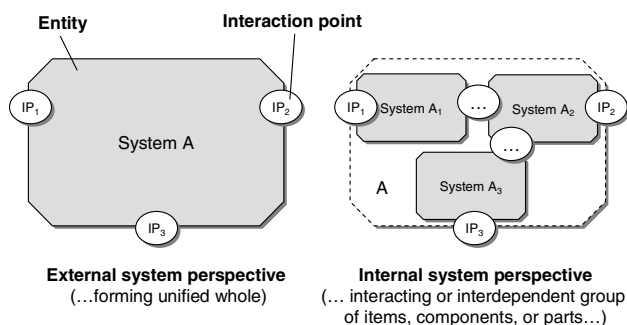 Entity
Interaction point
IP1
IP2
System A
IP3
External system perspective
(...forming unified whole)
IP1
System A1
...
System A2
IP2
...
A
System A3
IP3
Internal system perspective
(... interacting or interdependent group
of items, components, or parts...)